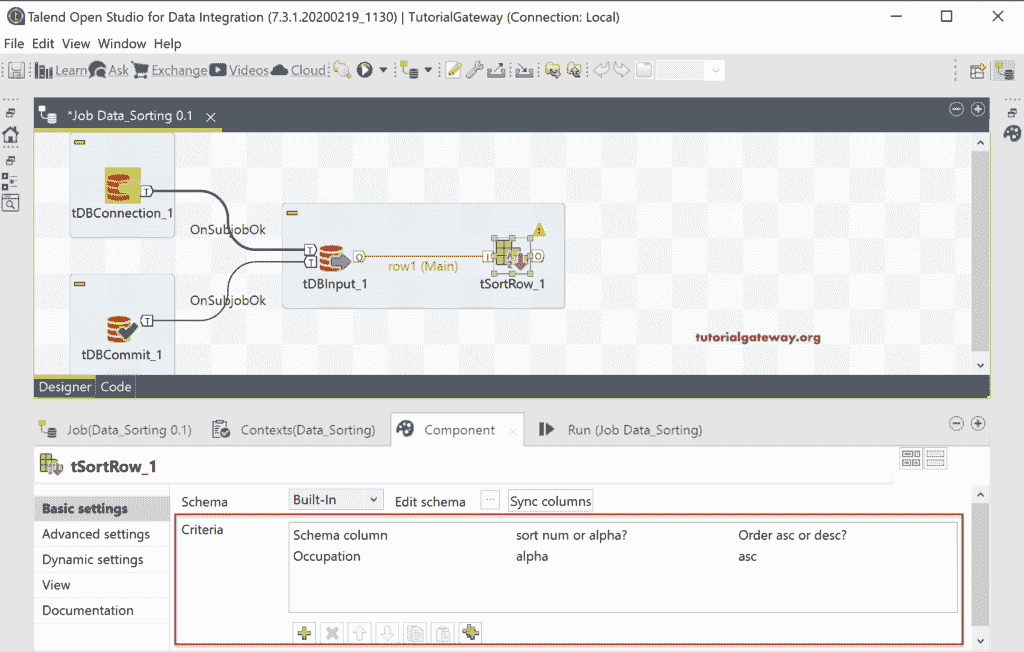 Talend Open Studio for Data Integration (7.3.1.20200219_1130) | TutorialGateway (Connection: Local)
File Edit View Window Help
Learn Ask Exchange Videos Cloud
*Job Data_Sorting 0.1
tDBConnection_1
OnSubjobOk
T
T
T
O
row1 (Main)
I
O
tDBInput_1
tSortRow_1
OnSubjobOk
T
tDBCommit_1
tutorialgateway.org
Designer Code
Job(Data_Sorting 0.1) Contexts(Data_Sorting) Component Run (Job Data_Sorting)
tSortRow_1
Basic settings
Advanced settings
Dynamic settings
View
Documentation
Schema Built-In Edit schema ... Sync columns
Criteria
Schema column sort num or alpha? Order asc or desc?
Occupation alpha asc